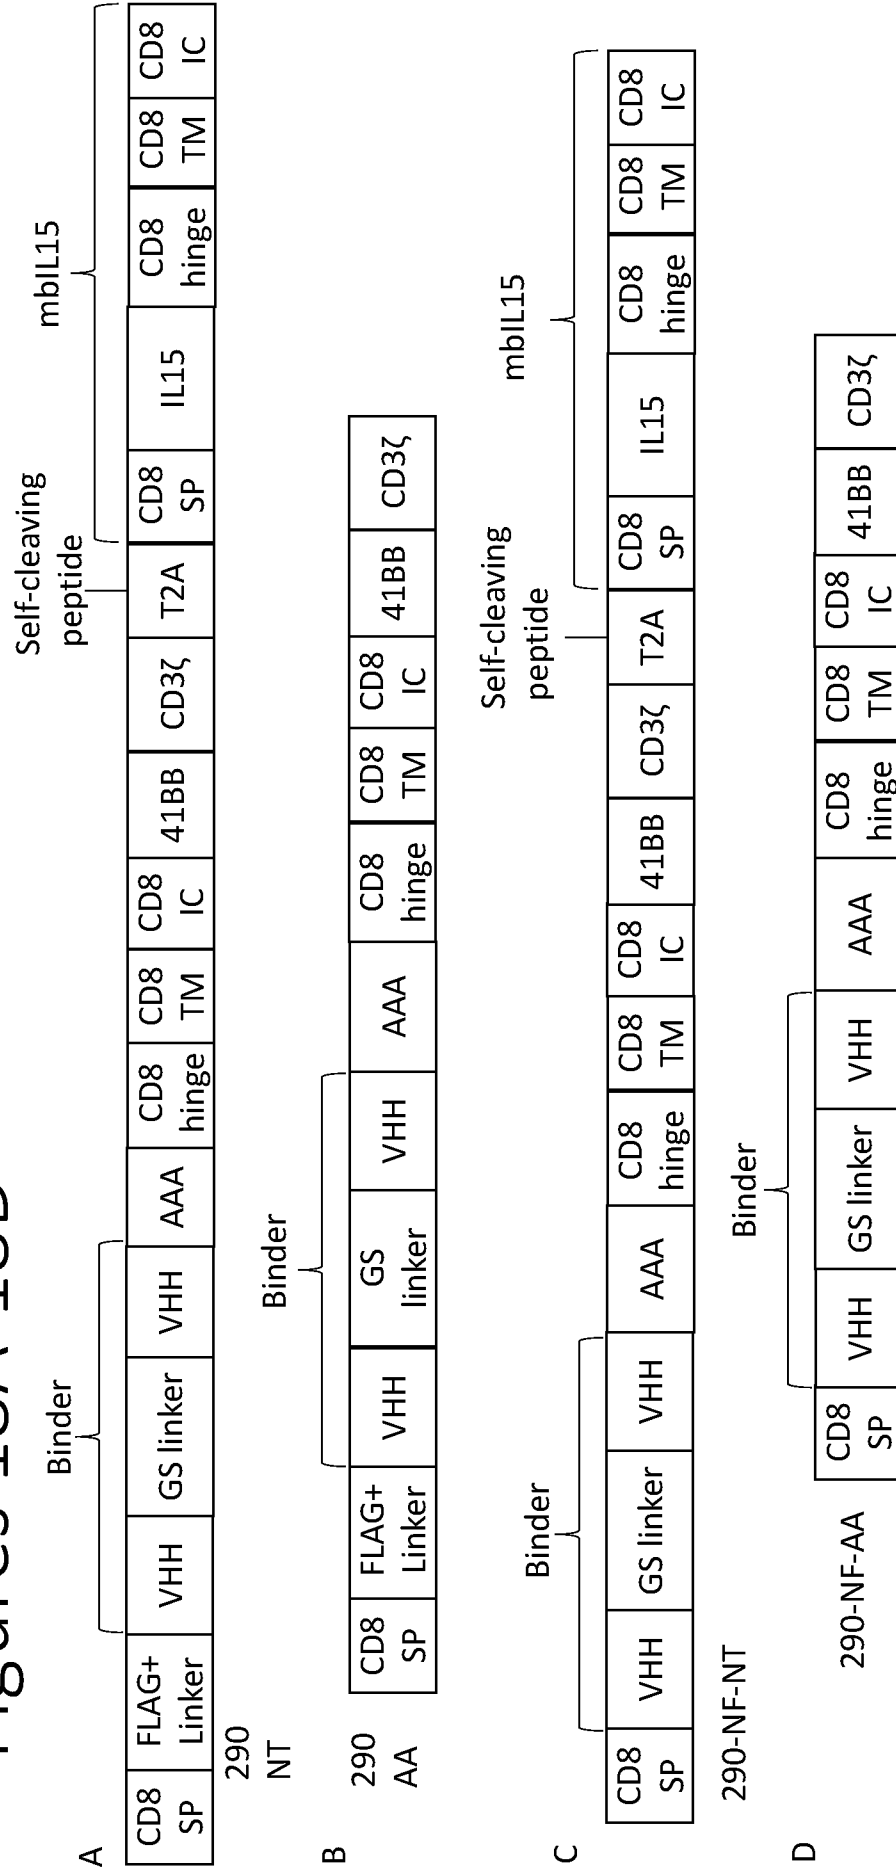 A
Binder
Self-cleaving
peptide
mbIL15
CD8
SP
FLAG+
Linker
VHH
GS linker
VHH
AAA
CD8
hinge
CD8
TM
CD8
IC
41BB
CD3ζ
T2A
CD8
SP
IL15
CD8
hinge
CD8
TM
CD8
IC
290
NT
B
Binder
CD8
SP
FLAG+
Linker
VHH
GS
linker
VHH
AAA
CD8
hinge
CD8
TM
CD8
IC
41BB
CD3ζ
290
AA
C
Binder
Self-cleaving
peptide
mbIL15
CD8
SP
VHH
GS linker
VHH
AAA
CD8
hinge
CD8
TM
CD8
IC
41BB
CD3ζ
T2A
CD8
SP
IL15
CD8
hinge
CD8
TM
CD8
IC
290-NF-NT
D
Binder
CD8
SP
VHH
GS linker
VHH
AAA
CD8
hinge
CD8
TM
CD8
IC
41BB
CD3ζ
290-NF-AA